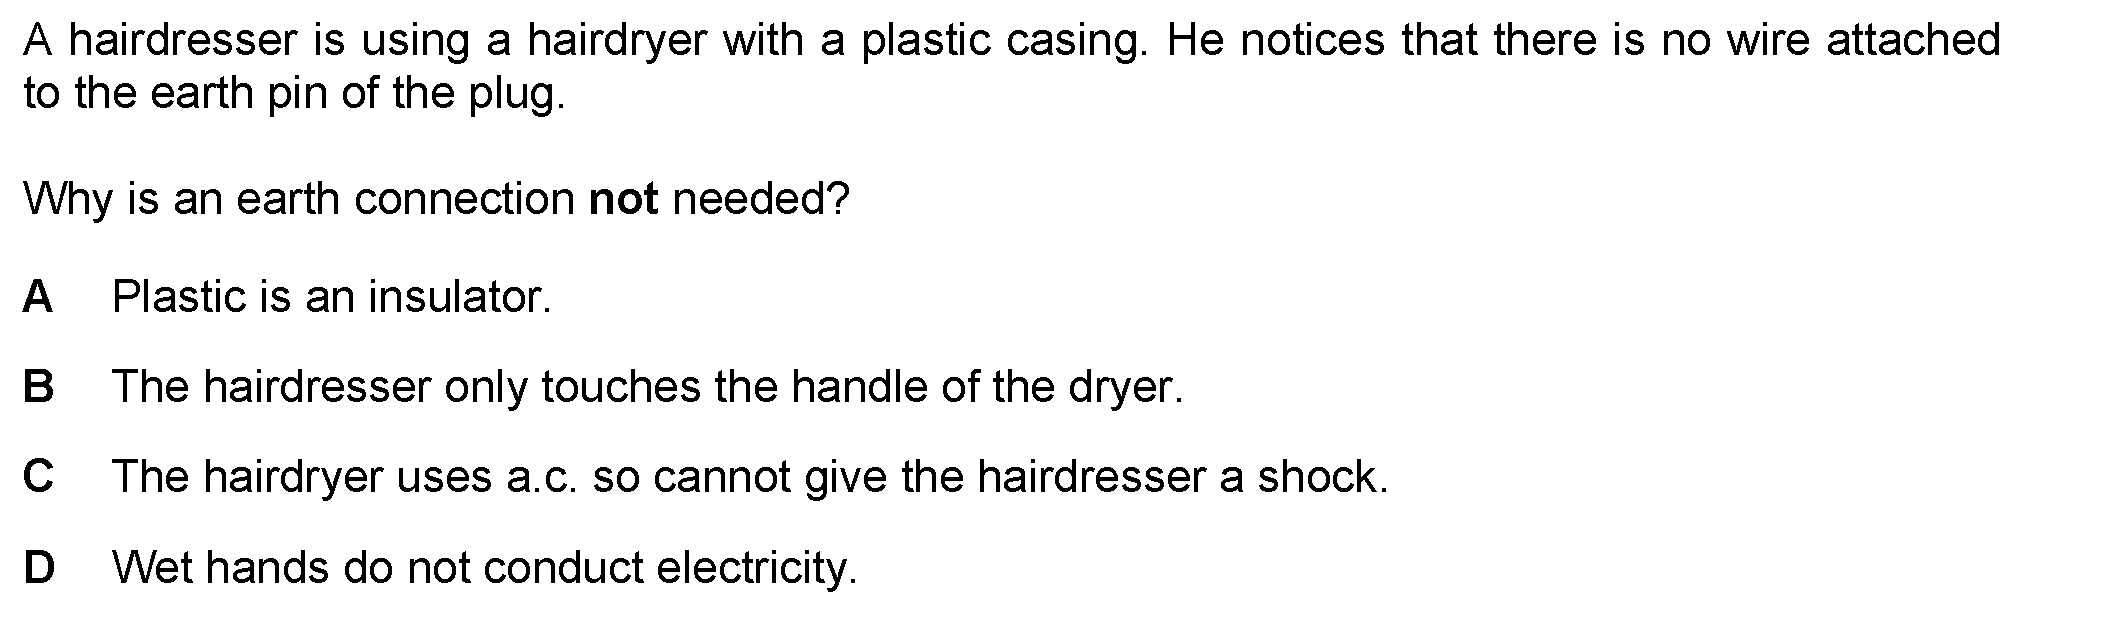 A hairdresser is using a hairdryer with a plastic casing. He notices that there is no wire attached
to the earth pin of the plug.
Why is an earth connection not needed?
A Plastic is an insulator.
B The hairdresser only touches the handle of the dryer.
C The hairdryer uses a.c. so cannot give the hairdresser a shock.
D Wet hands do not conduct electricity.